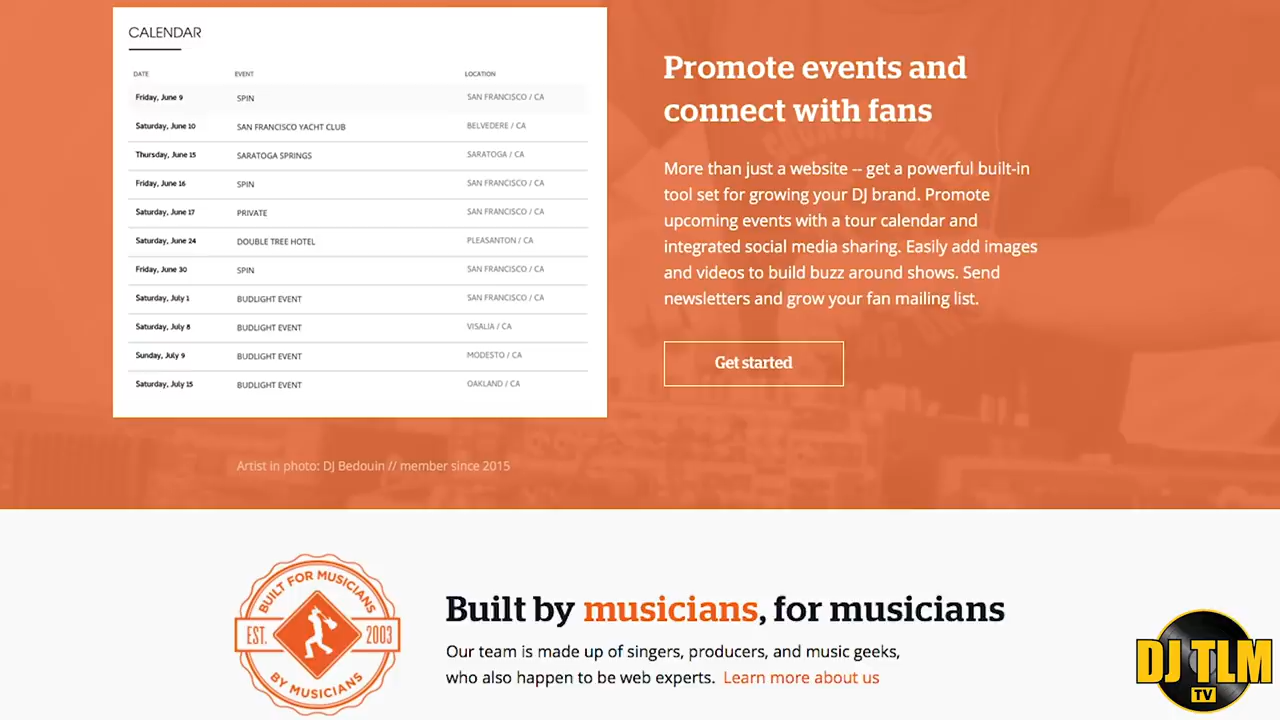 CALENDAR
DATE EVENT LOCATION
Friday, June 9 SPIN SAN FRANCISCO / CA
Saturday, June 10 SAN FRANCISCO YACHT CLUB BELVEDERE / CA
Thursday, June 15 SARATOGA SPRINGS SARATOGA / CA
Friday, June 16 SPIN SAN FRANCISCO / CA
Saturday, June 17 PRIVATE SAN FRANCISCO / CA
Saturday, June 24 DOUBLE TREE HOTEL PLEASANTON / CA
Friday, June 30 SPIN SAN FRANCISCO / CA
Saturday, July 1 BUDLIGHT EVENT SAN FRANCISCO / CA
Saturday, July 8 BUDLIGHT EVENT VISALIA / CA
Sunday, July 9 BUDLIGHT EVENT MODESTO / CA
Saturday, July 15 BUDLIGHT EVENT OAKLAND / CA
Artist in photo: DJ Bedouin // member since 2015
Promote events and
connect with fans
More than just a website -- get a powerful built-in
tool set for growing your DJ brand. Promote
upcoming events with a tour calendar and
integrated social media sharing. Easily add images
and videos to build buzz around shows. Send
newsletters and grow your fan mailing list.
Get started
BUILT FOR MUSICIANS
EST. 2003
BY MUSICIANS
Built by musicians, for musicians
Our team is made up of singers, producers, and music geeks,
who also happen to be web experts. Learn more about us
DJ TLM
TV